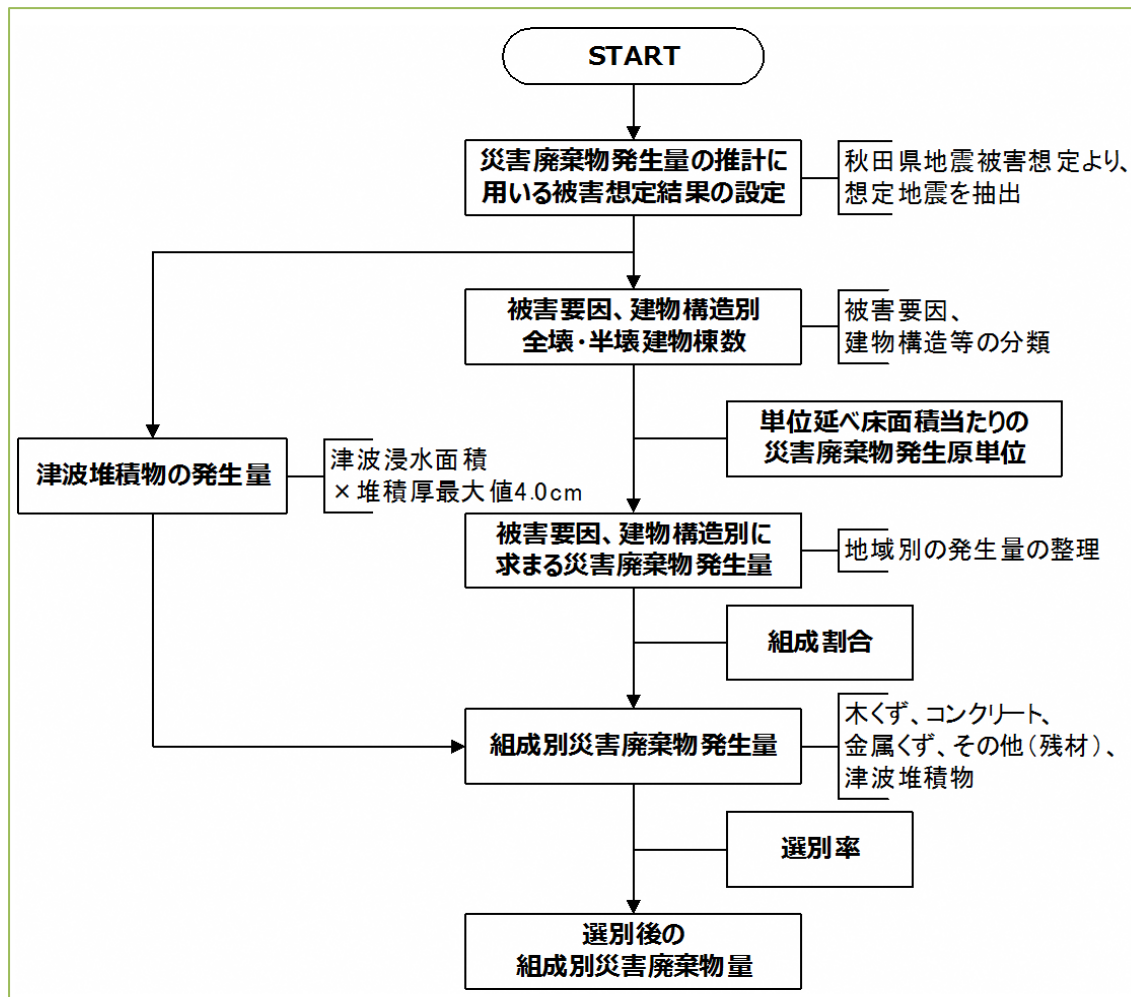 START
災害廃棄物発生量の推計に
用いる被害想定結果の設定
秋田県地震被害想定より、
想定地震を抽出
被害要因、建物構造別
全壊・半壊建物棟数
被害要因、
建物構造等の分類
単位延べ床面積当たりの
災害廃棄物発生原単位
津波堆積物の発生量
津波浸水面積
×堆積厚最大値4.0cm
被害要因、建物構造別に
求まる災害廃棄物発生量
地域別の発生量の整理
組成割合
組成別災害廃棄物発生量
木くず、コンクリート、
金属くず、その他(残材)、
津波堆積物
選別率
選別後の
組成別災害廃棄物量